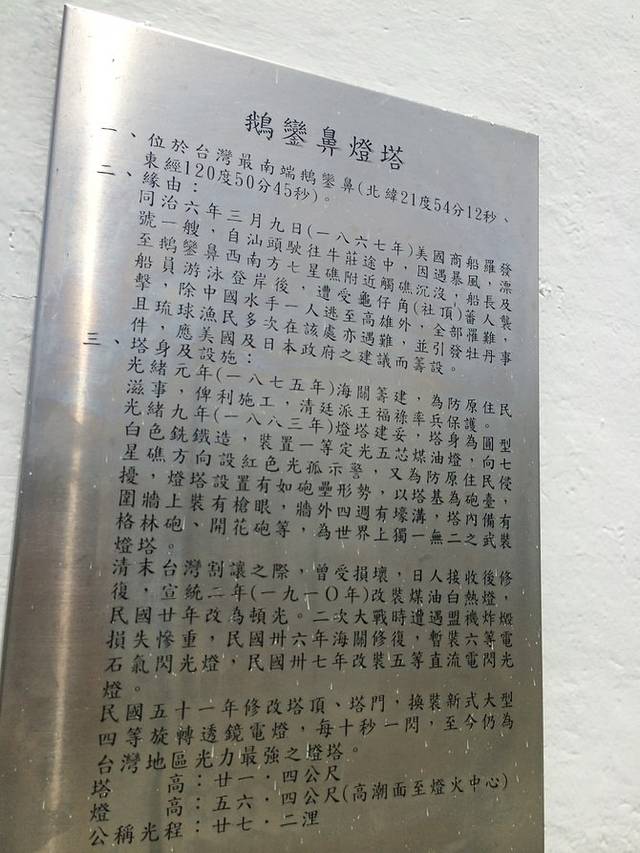 鵝鑾鼻燈塔
一、位於台灣最南端鵝鑾鼻(北緯21度54分12秒、
東經120度50分45秒)。
二、緣由:
同治六年三月九日(一八六七年)美國商船羅發
號一艘,自汕頭駛往牛莊途中,因遇暴風,漂
至鵝鑾鼻西南方七星礁附近觸礁沉沒,船長及
船員游泳登岸後,遭受龜仔角(社頂)蕃人襲
擊,除中國水手一人逃至高雄外,全部罹難,
且琉球漁民多次在該處亦遇難,並引發牡丹事
件,應美國及日本政府之建議而籌設。
三、塔身及設施:
光緒元年(一八七五年)海關籌建,為防原住民
滋事,俾利施工,清廷派王福祿率兵保護。
光緒九年(一八八三年)燈塔建妥,塔身圓型
白色銑鐵造,裝置一等定光五芯煤油燈,向七
星礁方向設紅色光孤示警,又為防原住民侵
擾,燈塔設置有如砲壘形勢,以塔基為砲臺,
圍牆上裝有槍眼,牆外四週有壕溝,塔內備有
格林砲、開花砲等,為世界上獨一無二之武裝
燈塔。
清末台灣割讓之際,曾受損壞,日人接收後修
復,宣統二年(一九一〇年)改裝煤油白熱燈,
民國廿年改為頓光。二次大戰時遭遇盟機炸燬
損失慘重,民國卅六年海關修復,暫裝六等電
石氣閃光燈,民國卅七年改裝五等直流電閃光
燈。
民國五十一年修改塔頂、塔門,換裝新式大型
四等旋轉透鏡電燈,每十秒一閃,至今仍為
台灣地區光力最強之燈塔。
塔高:廿一.四公尺
燈高:五六.四公尺(高潮面至燈火中心)
公稱光程:廿七.二浬